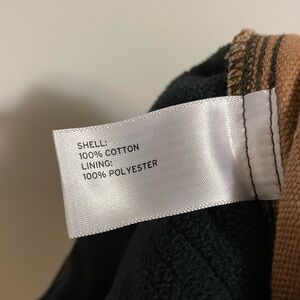 SHELL:
100% COTTON
LINING:
100% POLYESTER